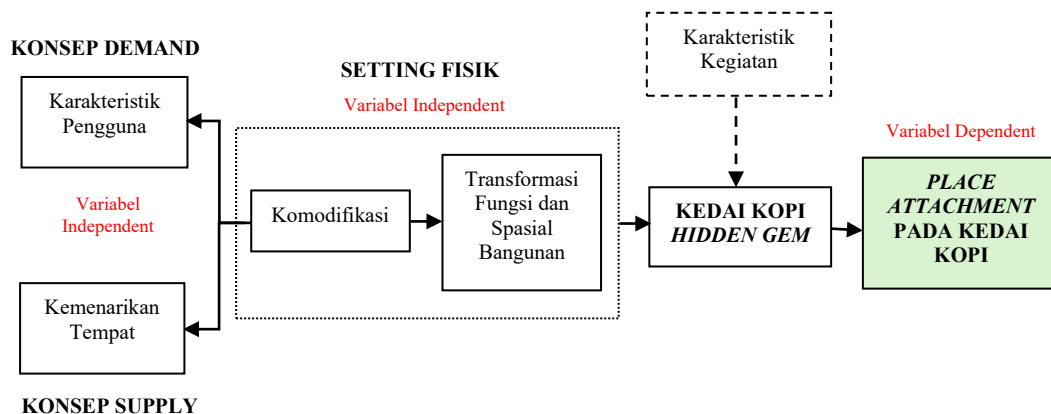 KONSEP DEMAND
Karakteristik
Pengguna
Variabel
Independent
Kemenarikan
Tempat
KONSEP SUPPLY
SETTING FISIK
Variabel Independent
Komodifikasi
Transformasi
Fungsi dan
Spasial
Bangunan
Karakteristik
Kegiatan
KEDAI KOPI
HIDDEN GEM
Variabel Dependent
PLACE
ATTACHMENT
PADA KEDAI
KOPI